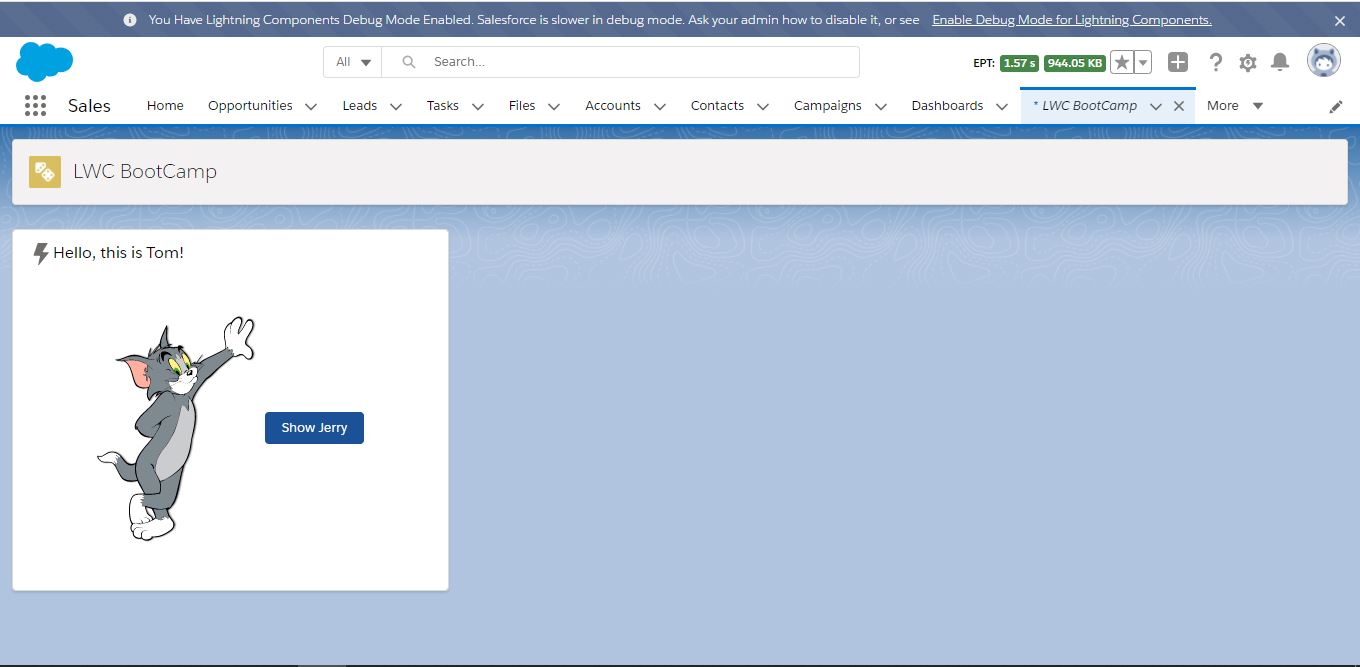 You Have Lightning Components Debug Mode Enabled. Salesforce is slower in debug mode. Ask your admin how to disable it, or see Enable Debug Mode for Lightning Components.
All Search... EPT: 1.57 s 944.05 KB
Sales Home Opportunities Leads Tasks Files Accounts Contacts Campaigns Dashboards * LWC BootCamp More
LWC BootCamp
Hello, this is Tom!
Show Jerry